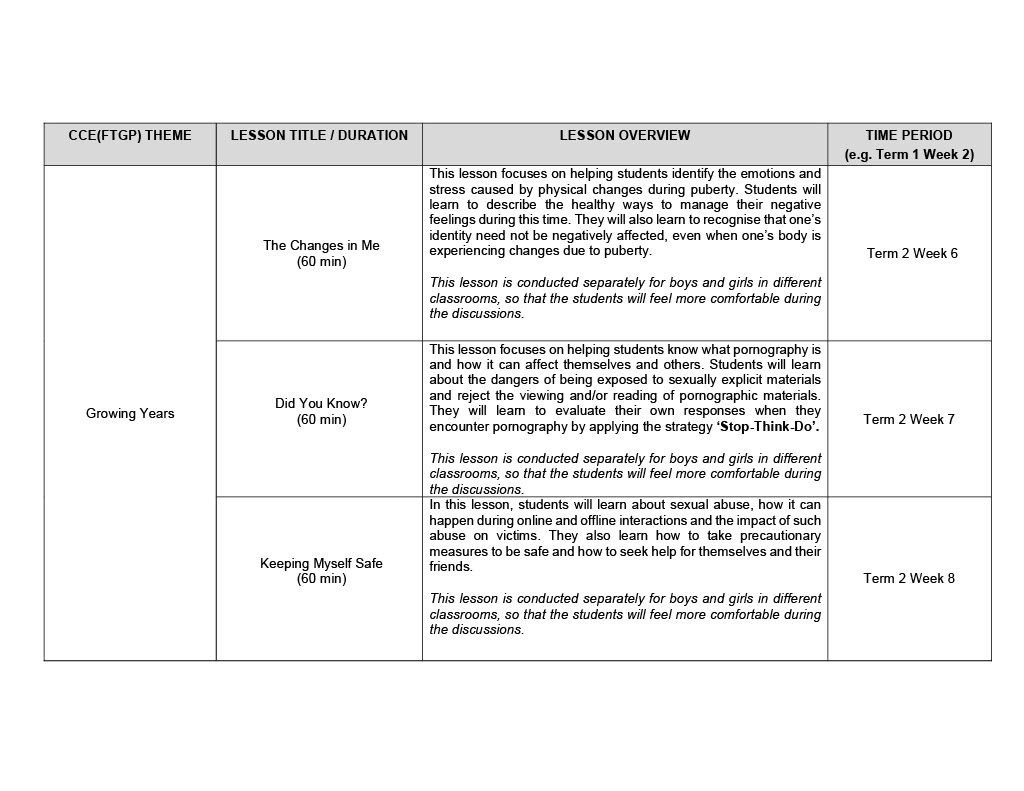 CCE(FTGP) THEME
LESSON TITLE / DURATION
LESSON OVERVIEW
TIME PERIOD
(e.g. Term 1 Week 2)
Growing Years
The Changes in Me
(60 min)
This lesson focuses on helping students identify the emotions and
stress caused by physical changes during puberty. Students will
learn to describe the healthy ways to manage their negative
feelings during this time. They will also learn to recognise that one’s
identity need not be negatively affected, even when one’s body is
experiencing changes due to puberty.
This lesson is conducted separately for boys and girls in different
classrooms, so that the students will feel more comfortable during
the discussions.
Term 2 Week 6
Did You Know?
(60 min)
This lesson focuses on helping students know what pornography is
and how it can affect themselves and others. Students will learn
about the dangers of being exposed to sexually explicit materials
and reject the viewing and/or reading of pornographic materials.
They will learn to evaluate their own responses when they
encounter pornography by applying the strategy ‘Stop-Think-Do’.
This lesson is conducted separately for boys and girls in different
classrooms, so that the students will feel more comfortable during
the discussions.
Term 2 Week 7
Keeping Myself Safe
(60 min)
In this lesson, students will learn about sexual abuse, how it can
happen during online and offline interactions and the impact of such
abuse on victims. They also learn how to take precautionary
measures to be safe and how to seek help for themselves and their
friends.
This lesson is conducted separately for boys and girls in different
classrooms, so that the students will feel more comfortable during
the discussions.
Term 2 Week 8